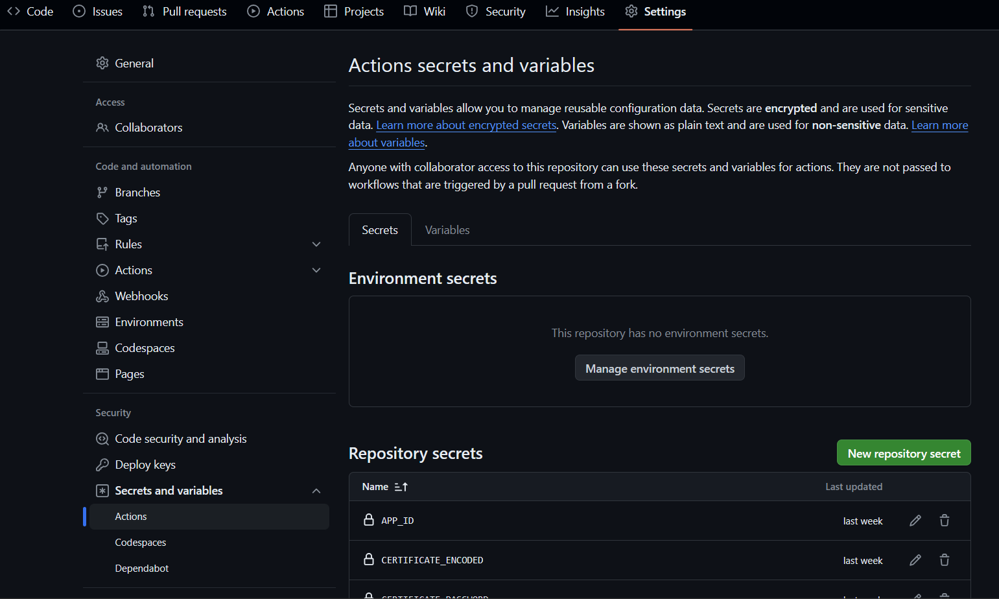 Code Issues Pull requests Actions Projects Wiki Security Insights Settings
General
Access
Collaborators
Code and automation
Branches
Tags
Rules
Actions
Webhooks
Environments
Codespaces
Pages
Security
Code security and analysis
Deploy keys
Secrets and variables
Actions
Codespaces
Dependabot
Actions secrets and variables
Secrets and variables allow you to manage reusable configuration data. Secrets are encrypted and are used for sensitive
data. Learn more about encrypted secrets. Variables are shown as plain text and are used for non-sensitive data. Learn more
about variables.
Anyone with collaborator access to this repository can use these secrets and variables for actions. They are not passed to
workflows that are triggered by a pull request from a fork.
Secrets Variables
Environment secrets
This repository has no environment secrets.
Manage environment secrets
Repository secrets New repository secret
Name Last updated
APP_ID last week
CERTIFICATE_ENCODED last week
CERTIFICATE_PASSWORD last week